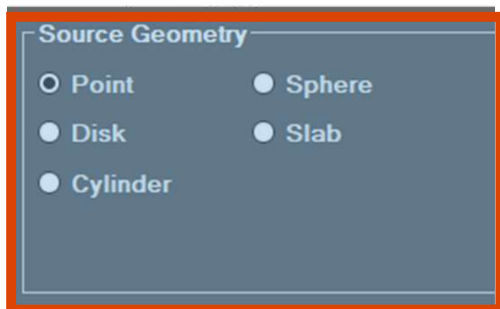 Source Geometry
Point
Sphere
Disk
Slab
Cylinder